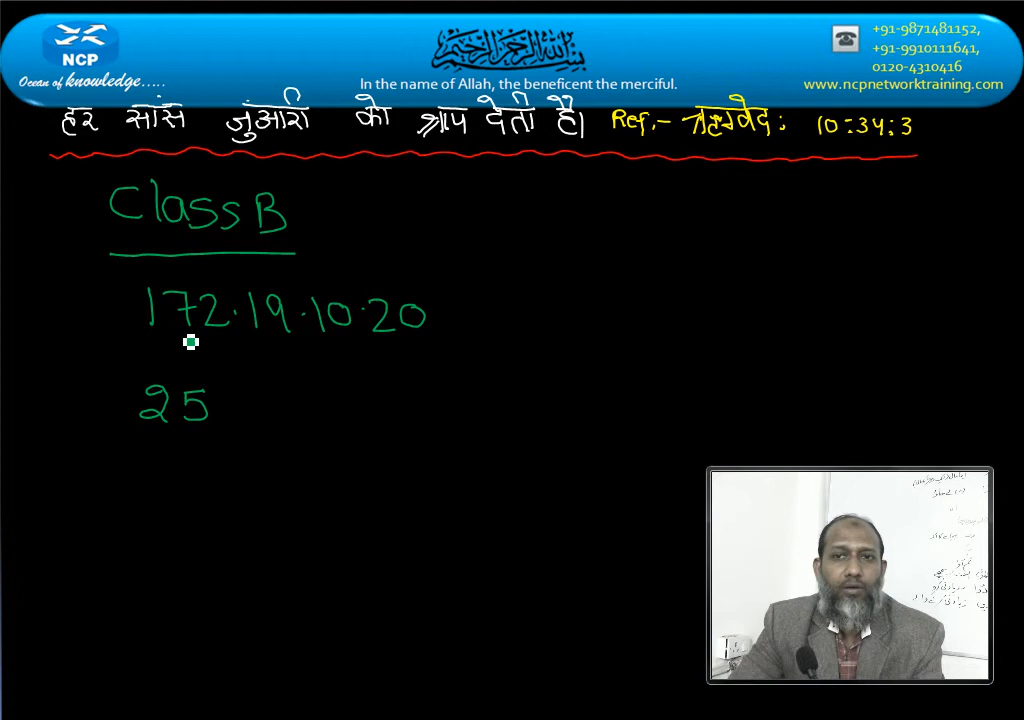 NCP
Ocean of knowledge.....
بسم الله الرحمن الرحيم
In the name of Allah, the beneficent the merciful.
+91-9871481152,
+91-9910111641,
0120-4310416
www.ncpnetworktraining.com
हर सांस जुंआरी को श्राप देती है। Ref:- ऋग्वेद: 10:34:3
Class B
172.19.10.20
25